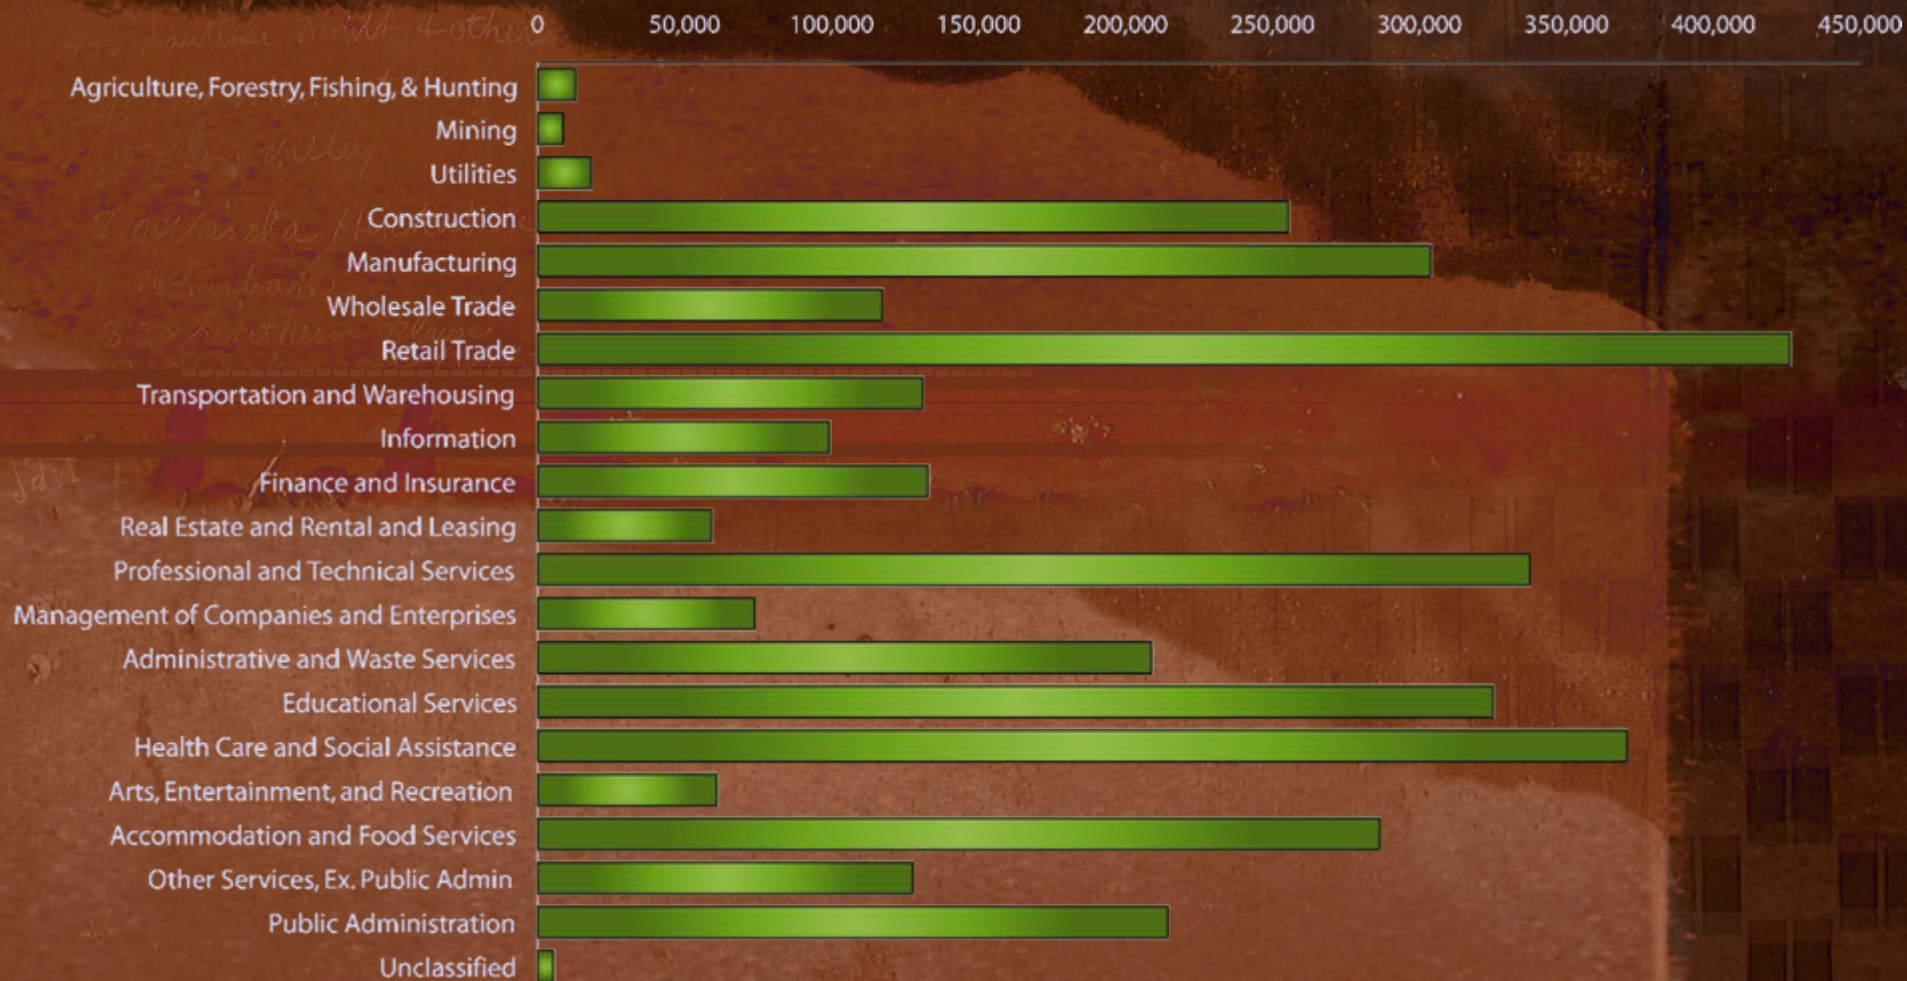 0 50,000 100,000 150,000 200,000 250,000 300,000 350,000 400,000 450,000
Agriculture, Forestry, Fishing, & Hunting
Mining
Utilities
Construction
Manufacturing
Wholesale Trade
Retail Trade
Transportation and Warehousing
Information
Finance and Insurance
Real Estate and Rental and Leasing
Professional and Technical Services
Management of Companies and Enterprises
Administrative and Waste Services
Educational Services
Health Care and Social Assistance
Arts, Entertainment, and Recreation
Accommodation and Food Services
Other Services, Ex. Public Admin
Public Administration
Unclassified